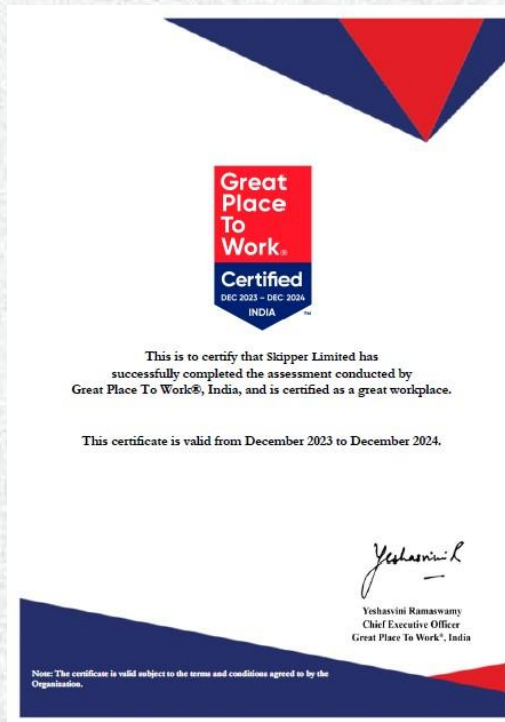 Great
Place
To
Work®
Certified
DEC 2023 – DEC 2024
INDIA ™
This is to certify that Skipper Limited has
successfully completed the assessment conducted by
Great Place To Work®, India, and is certified as a great workplace.
This certificate is valid from December 2023 to December 2024.
Yeshasvini R
Yeshasvini Ramaswamy
Chief Executive Officer
Great Place To Work®, India
Note: The certificate is valid subject to the terms and conditions agreed to by the
Organization.